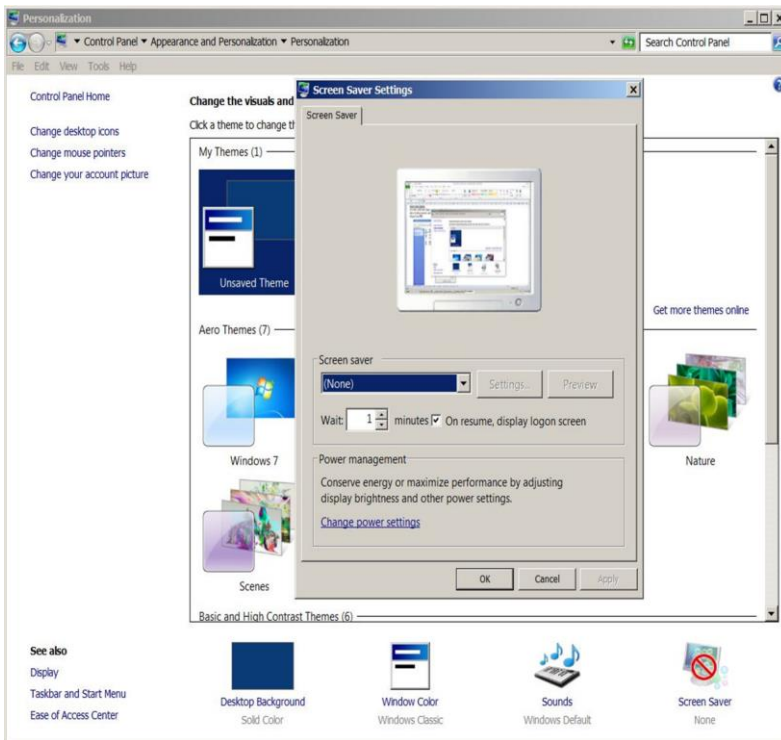 Personalization
Control Panel Appearance and Personalization Personalization
Search Control Panel
File Edit View Tools Help
Control Panel Home
Change desktop icons
Change mouse pointers
Change your account picture
Change the visuals and
Click a theme to change th
My Themes (1)
Unsaved Theme
Get more themes online
Aero Themes (7)
Windows 7
Nature
Scenes
Basic and High Contrast Themes (6)
Screen Saver Settings
Screen Saver
Screen saver
(None)
Settings...
Preview
Wait: 1 minutes On resume, display logon screen
Power management
Conserve energy or maximize performance by adjusting
display brightness and other power settings.
Change power settings
OK Cancel Apply
See also
Display
Taskbar and Start Menu
Ease of Access Center
Desktop Background
Solid Color
Window Color
Windows Classic
Sounds
Windows Default
Screen Saver
None